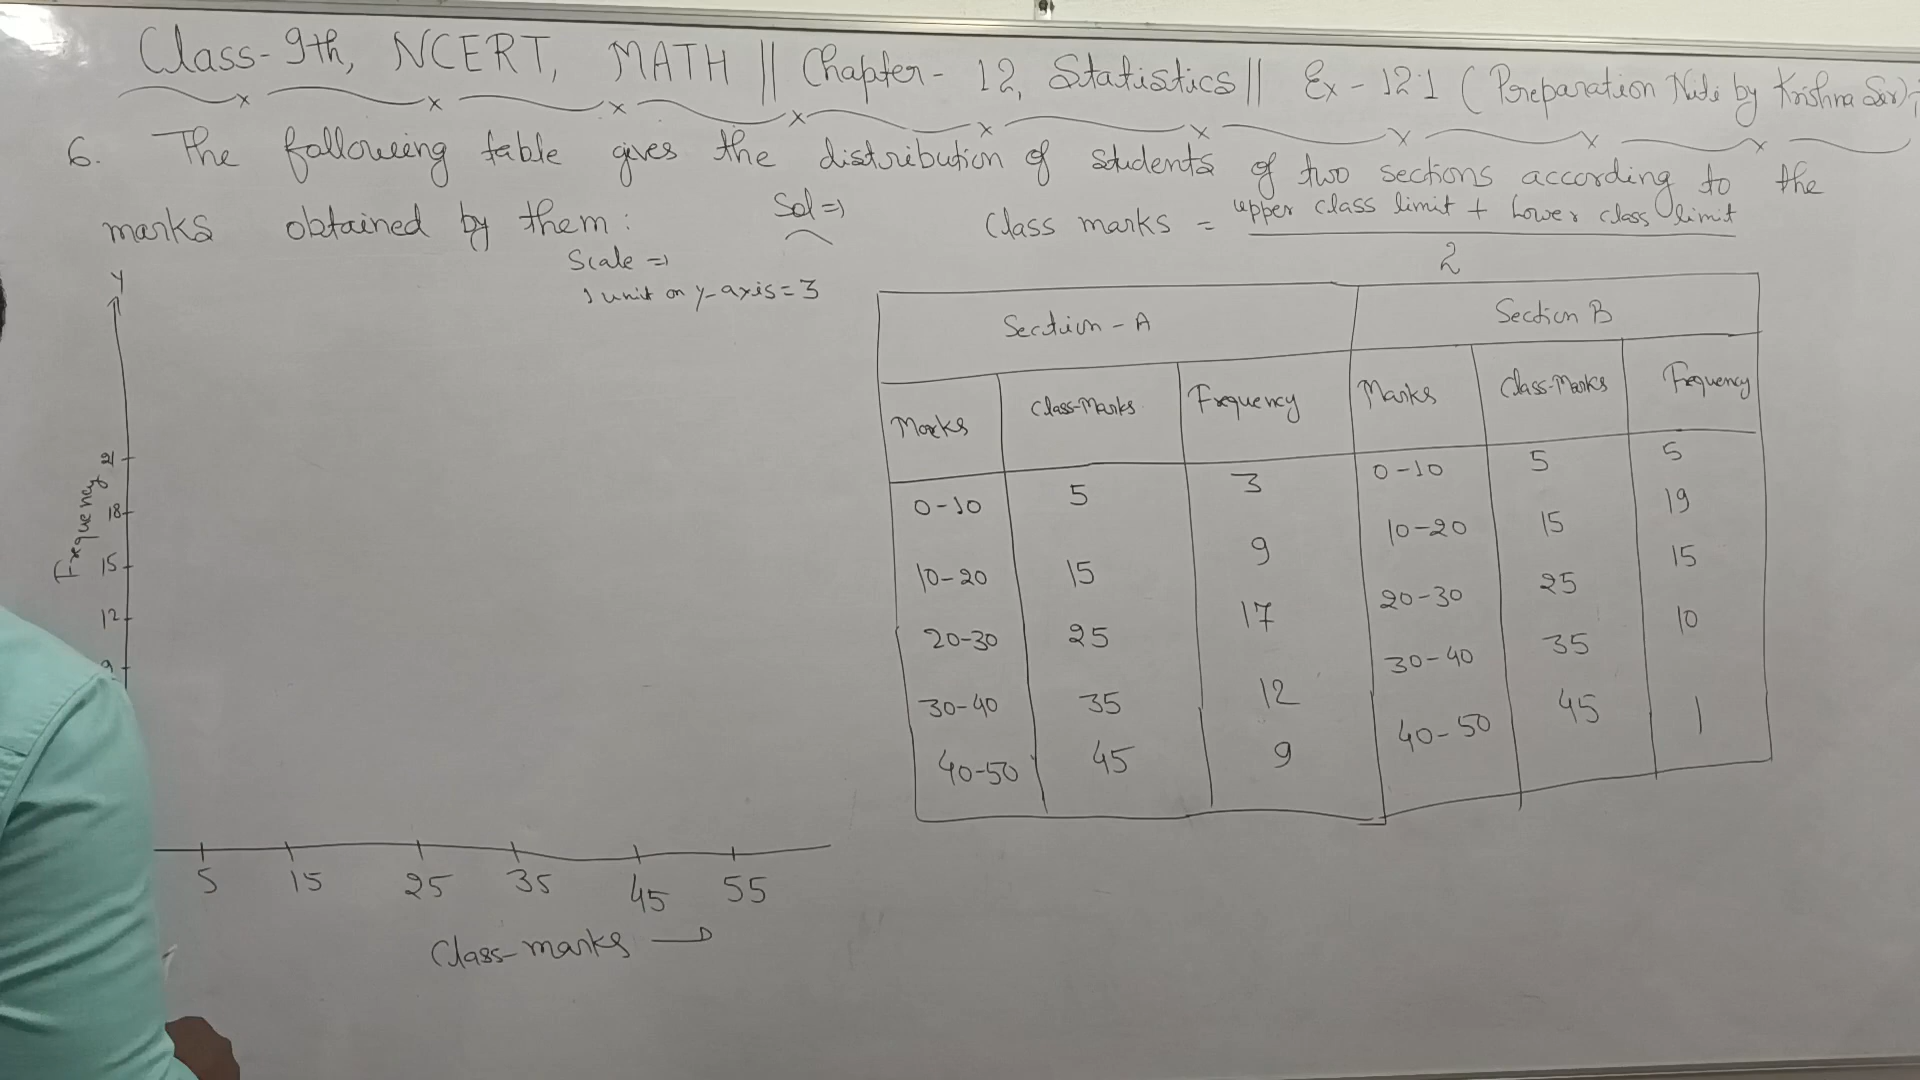 Class-9th, NCERT, MATH || Chapter- 12, Statistics || Ex-12.1 (Preparation Nite by Krishna Sir),
6. The following table gives the distribution of students of two sections according to the
marks obtained by them:
Sol⇒
Class marks = upper class limit + Lower class limit
2
Scale ⇒
1 unit on y-axis = 3
Y
Frequency
21
18
15
12
9
5 15 25 35 45 55
Class-marks →
Section-A Section B
Marks Class-Marks Frequency Marks Class-Marks Frequency
0-10 5 3 0-10 5 5
10-20 15 9 10-20 15 19
20-30 25 17 20-30 25 15
30-40 35 12 30-40 35 10
40-50 45 9 40-50 45 1